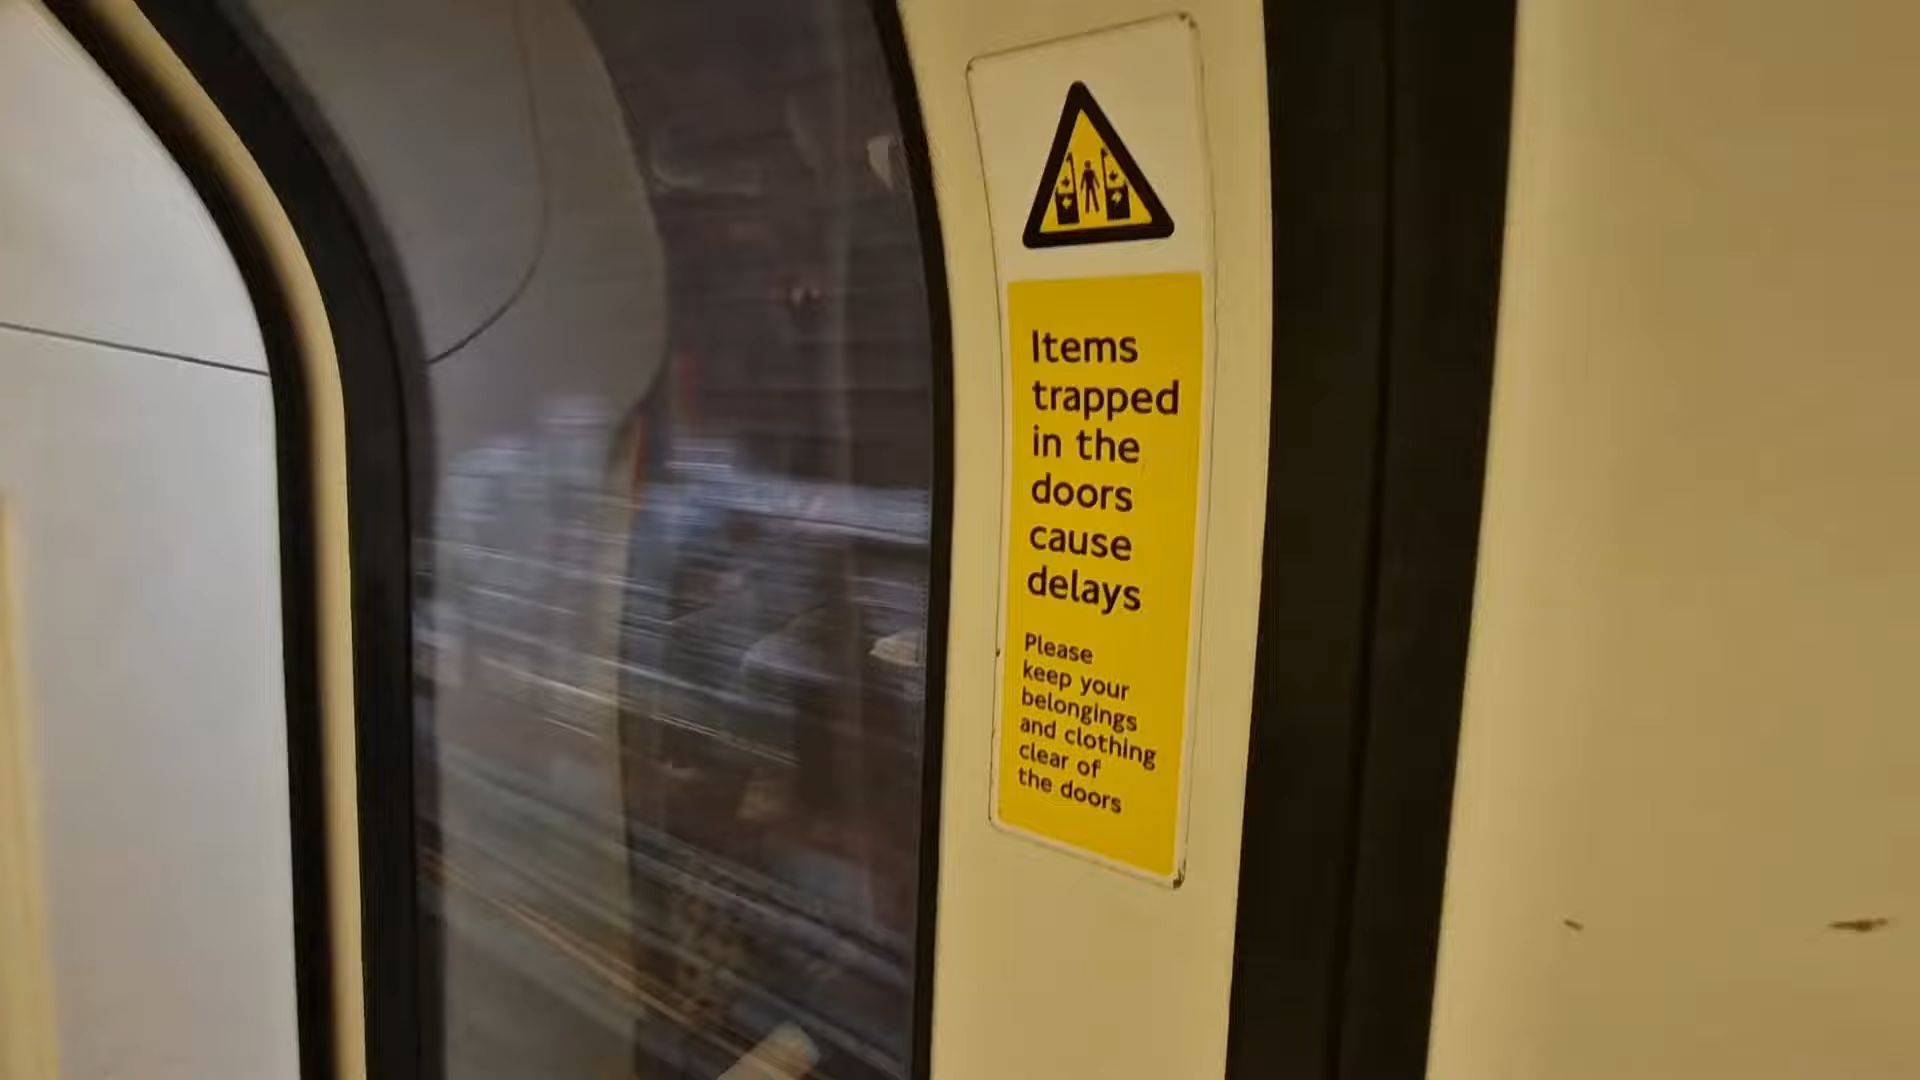 Items
trapped
in the
doors
cause
delays
Please
keep your
belongings
and clothing
clear of
the doors